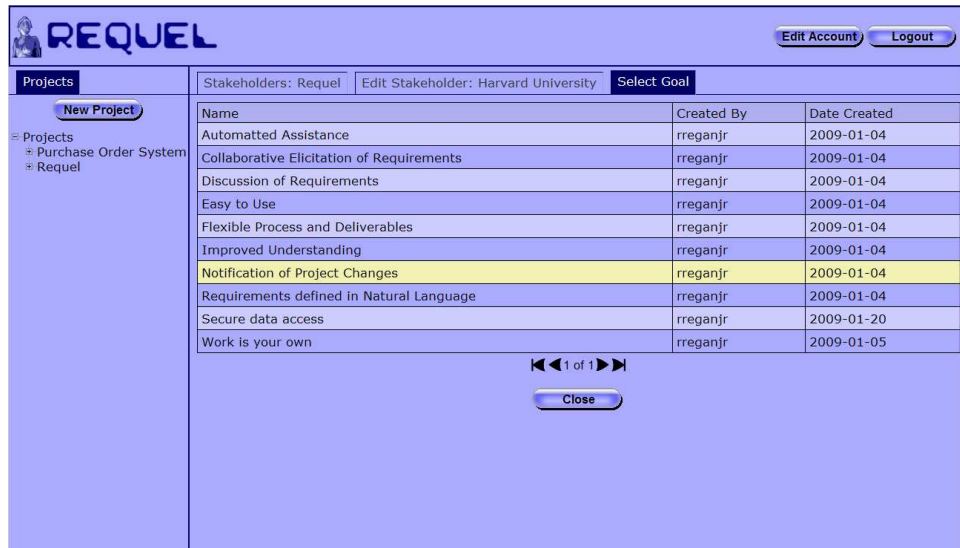 REQUEL
Edit Account Logout
Projects
Stakeholders: Requel Edit Stakeholder: Harvard University Select Goal
New Project
Projects
Purchase Order System
Requel
Name Created By Date Created
Automatted Assistance rreganjr 2009-01-04
Collaborative Elicitation of Requirements rreganjr 2009-01-04
Discussion of Requirements rreganjr 2009-01-04
Easy to Use rreganjr 2009-01-04
Flexible Process and Deliverables rreganjr 2009-01-04
Improved Understanding rreganjr 2009-01-04
Notification of Project Changes rreganjr 2009-01-04
Requirements defined in Natural Language rreganjr 2009-01-04
Secure data access rreganjr 2009-01-20
Work is your own rreganjr 2009-01-05
1 of 1
Close